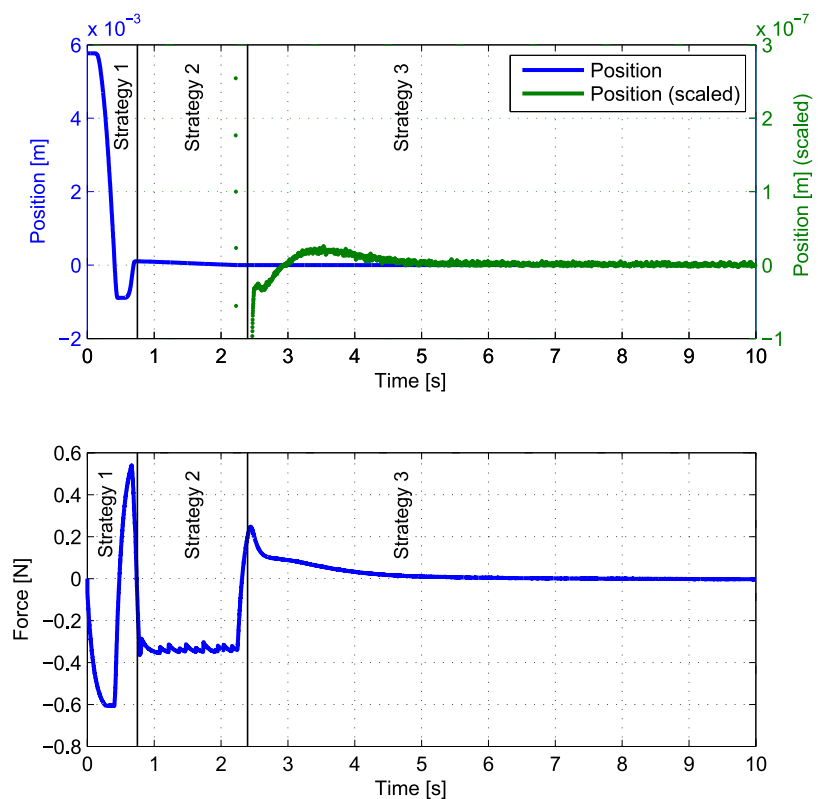 x 10⁻³
x 10⁻⁷
6
4
2
0
−2
3
2
1
0
−1
Position [m]
Position [m] (scaled)
Strategy 1
Strategy 2
Strategy 3
Position
Position (scaled)
0 1 2 3 4 5 6 7 8 9 10
Time [s]
0.6
0.4
0.2
0
−0.2
−0.4
−0.6
−0.8
Force [N]
Strategy 1
Strategy 2
Strategy 3
0 1 2 3 4 5 6 7 8 9 10
Time [s]